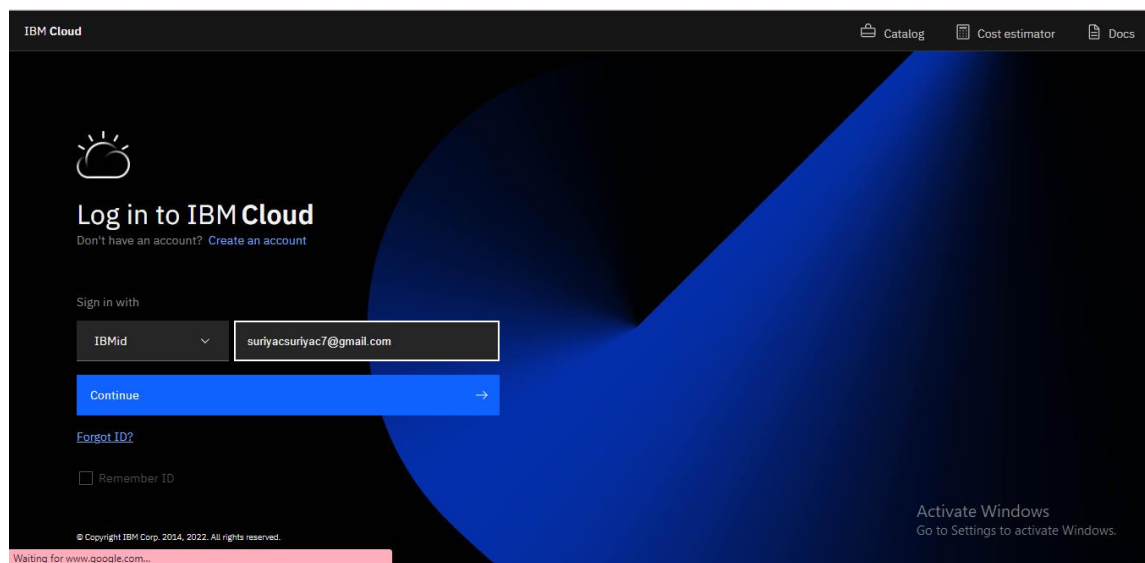 IBM Cloud Catalog Cost estimator Docs
Log in to IBM Cloud
Don't have an account? Create an account
Sign in with
IBMid suriyacsuriyac7@gmail.com
Continue
Forgot ID?
Remember ID
Activate Windows
Go to Settings to activate Windows.
© Copyright IBM Corp. 2014, 2022. All rights reserved.
Waiting for www.google.com...